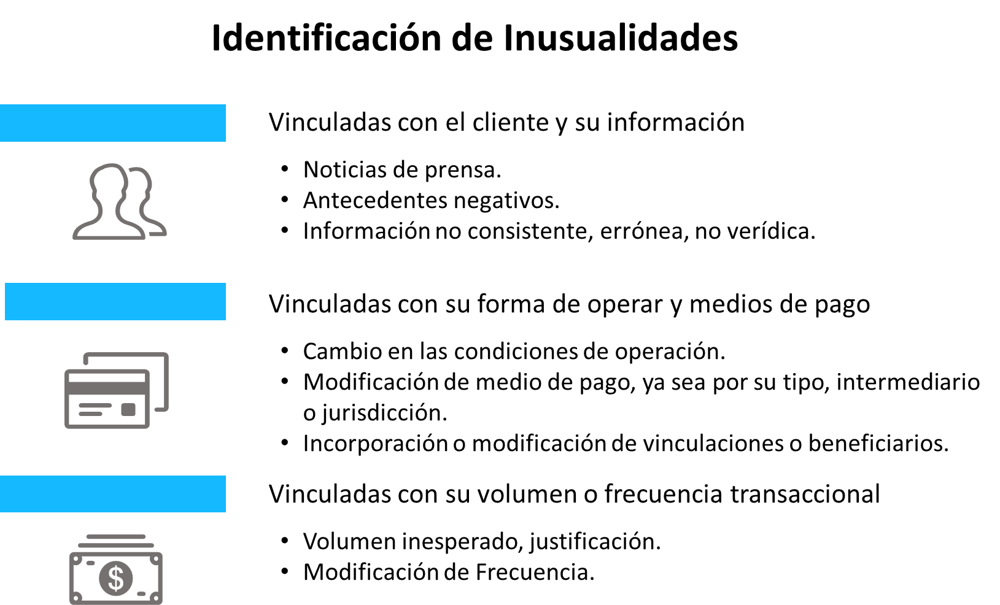 Identificación de Inusualidades
Vinculadas con el cliente y su información
• Noticias de prensa.
• Antecedentes negativos.
• Información no consistente, errónea, no verídica.
Vinculadas con su forma de operar y medios de pago
• Cambio en las condiciones de operación.
• Modificación de medio de pago, ya sea por su tipo, intermediario
o jurisdicción.
• Incorporación o modificación de vinculaciones o beneficiarios.
Vinculadas con su volumen o frecuencia transaccional
• Volumen inesperado, justificación.
• Modificación de Frecuencia.
$